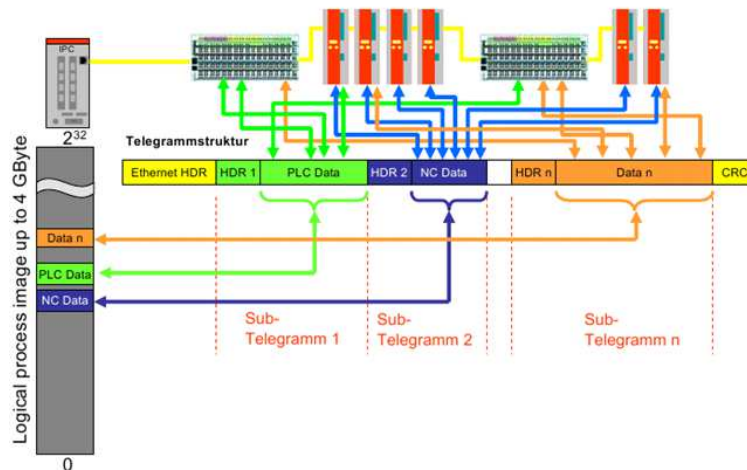 IPC
2³²
Telegrammstruktur
Ethernet HDR HDR 1 PLC Data HDR 2 NC Data HDR n Data n CRC
Data n
PLC Data
NC Data
Sub-
Telegramm 1
Sub-
Telegramm 2
Sub-
Telegramm n
Logical process image up to 4 GByte
0